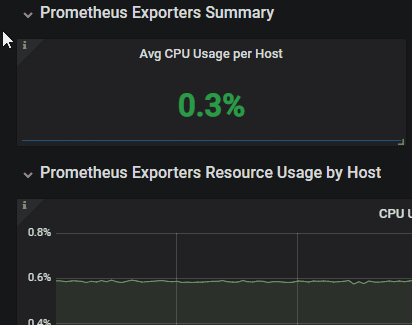 Prometheus Exporters Summary
Avg CPU Usage per Host
0.3%
Prometheus Exporters Resource Usage by Host
CPU
0.8%
0.6%
0.4%